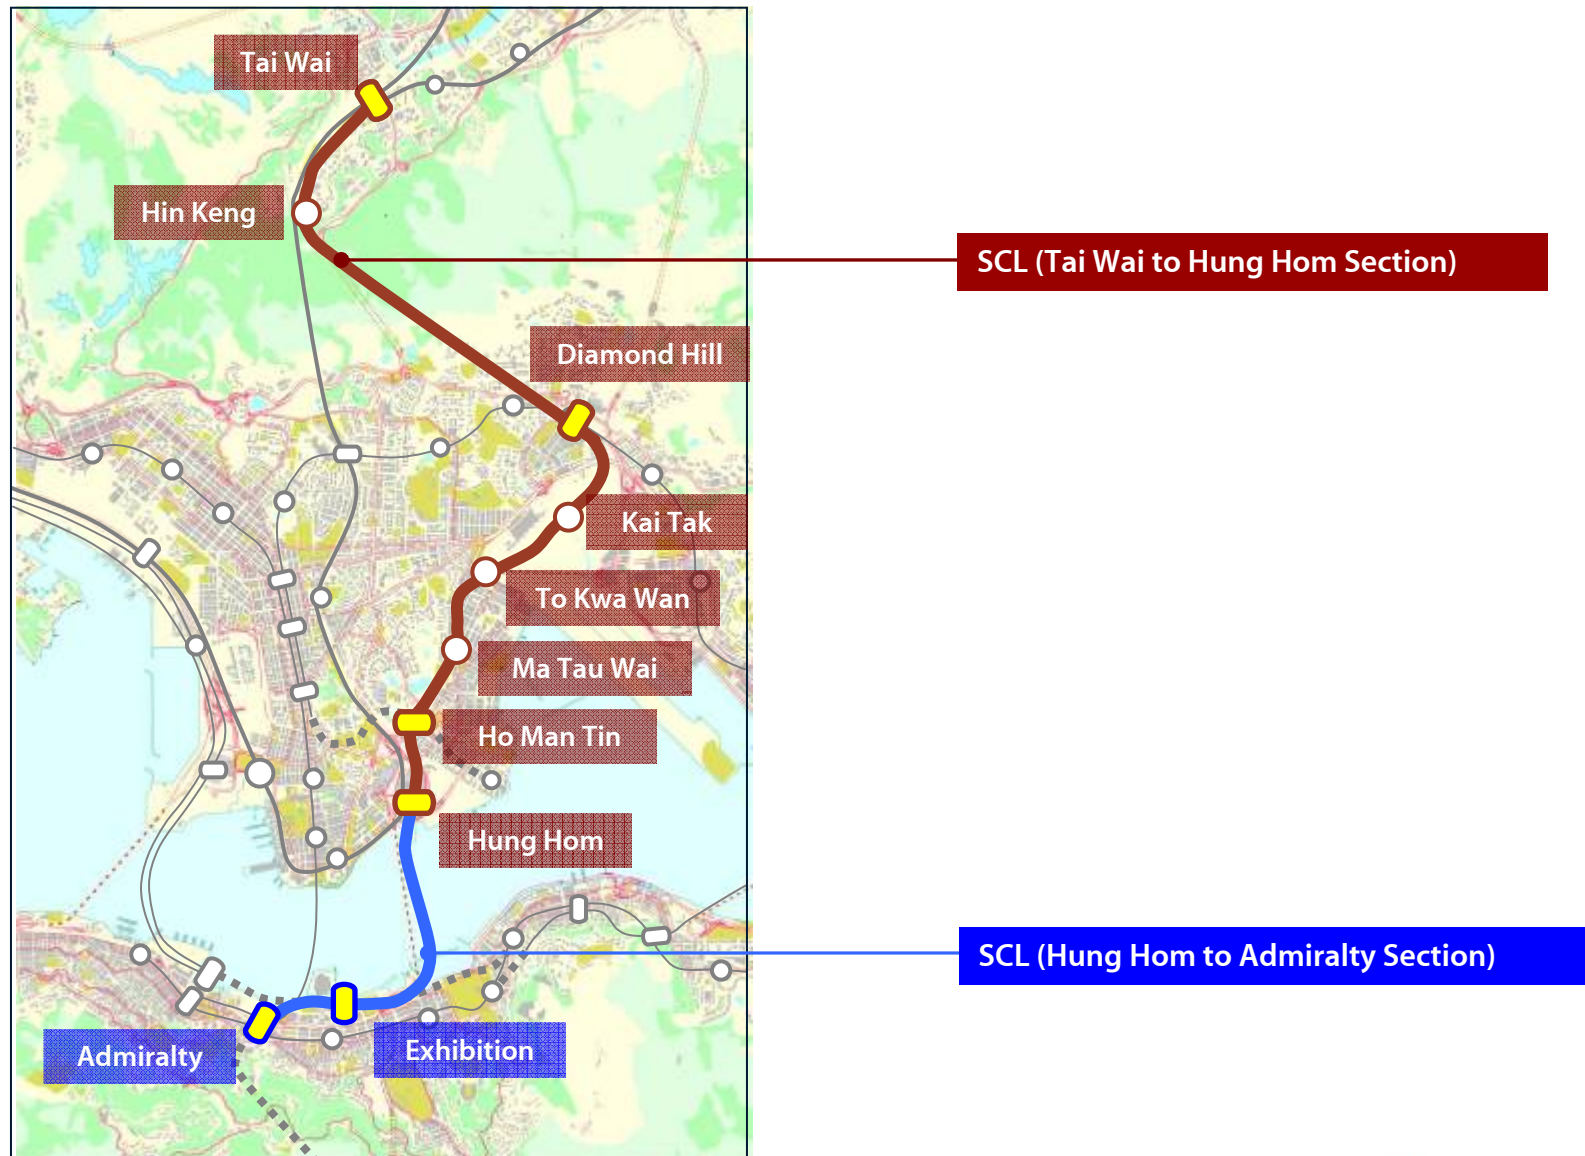 Tai Wai
Hin Keng
SCL (Tai Wai to Hung Hom Section)
Diamond Hill
Kai Tak
To Kwa Wan
Ma Tau Wai
Ho Man Tin
Hung Hom
SCL (Hung Hom to Admiralty Section)
Exhibition
Admiralty